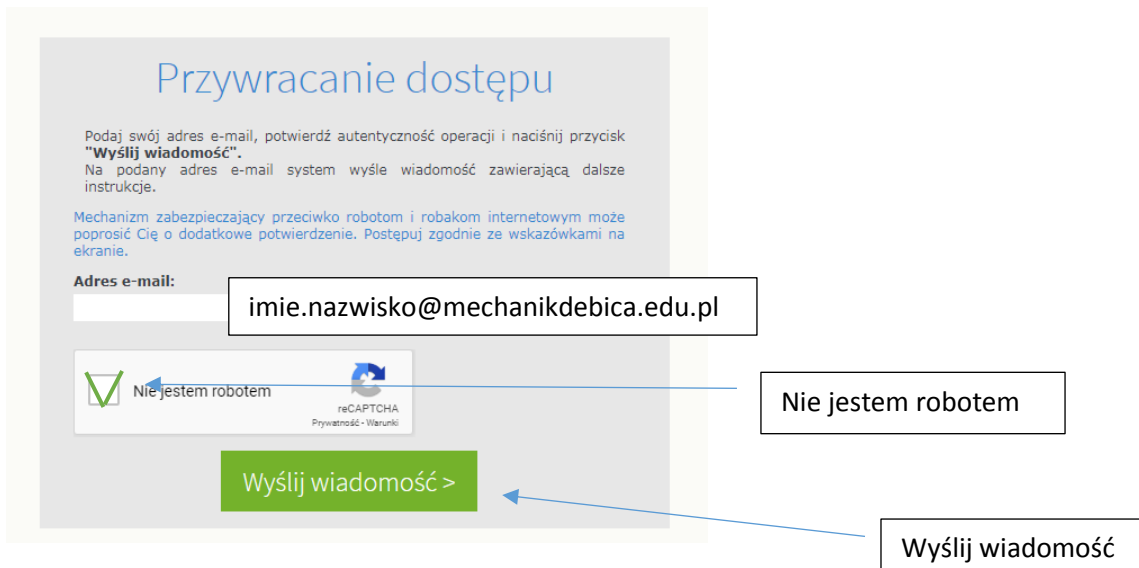 Przywracanie dostępu
Podaj swój adres e-mail, potwierdź autentyczność operacji i naciśnij przycisk
"Wyślij wiadomość".
Na podany adres e-mail system wyśle wiadomość zawierającą dalsze
instrukcje.
Mechanizm zabezpieczający przeciwko robotom i robakom internetowym może
poprosić Cię o dodatkowe potwierdzenie. Postępuj zgodnie ze wskazówkami na
ekranie.
Adres e-mail:
imie.nazwisko@mechanikdebica.edu.pl
Nie jestem robotem
reCAPTCHA
Prywatność - Warunki
Nie jestem robotem
Wyślij wiadomość >
Wyślij wiadomość